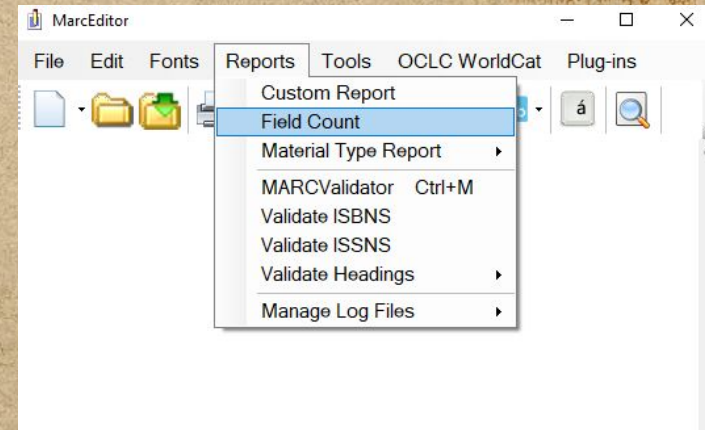 MarcEditor
File Edit Fonts Reports Tools OCLC WorldCat Plug-ins
á
Custom Report
Field Count
Material Type Report
MARCValidator Ctrl+M
Validate ISBNS
Validate ISSNS
Validate Headings
Manage Log Files